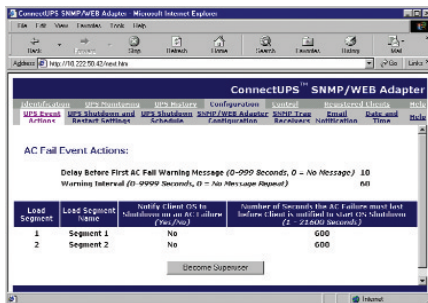 ConnectUPS SNMP/WEB Adapter - Microsoft Internet Explorer
File Edit View Favorites Tools Help
Back Forward Stop Refresh Home Search Favorites History Mail
Address http://10.222.50.42/next.htm Go Links
ConnectUPS™ SNMP/WEB Adapter
Identification UPS Monitoring UPS History Configuration Control Registered Clients Help
UPS Event Actions UPS Shutdown and Restart Settings UPS Shutdown Schedule SNMP/WEB Adapter Configuration SNMP Trap Receivers Email Notification Date and Time Help
AC Fail Event Actions:
Delay Before First AC Fail Warning Message (0-999 Seconds, 0 = No Message) 10
Warning Interval (0-9999 Seconds, 0 = No Message Repeat) 60
Load Segment Load Segment Name Notify Client OS to Shutdown on an AC Failure (Yes/No) Number of Seconds the AC Failure must last before Client is notified to start OS Shutdown (1 - 21600 Seconds)
1 Segment 1 No 600
2 Segment 2 No 600
Become Superuser
Internet